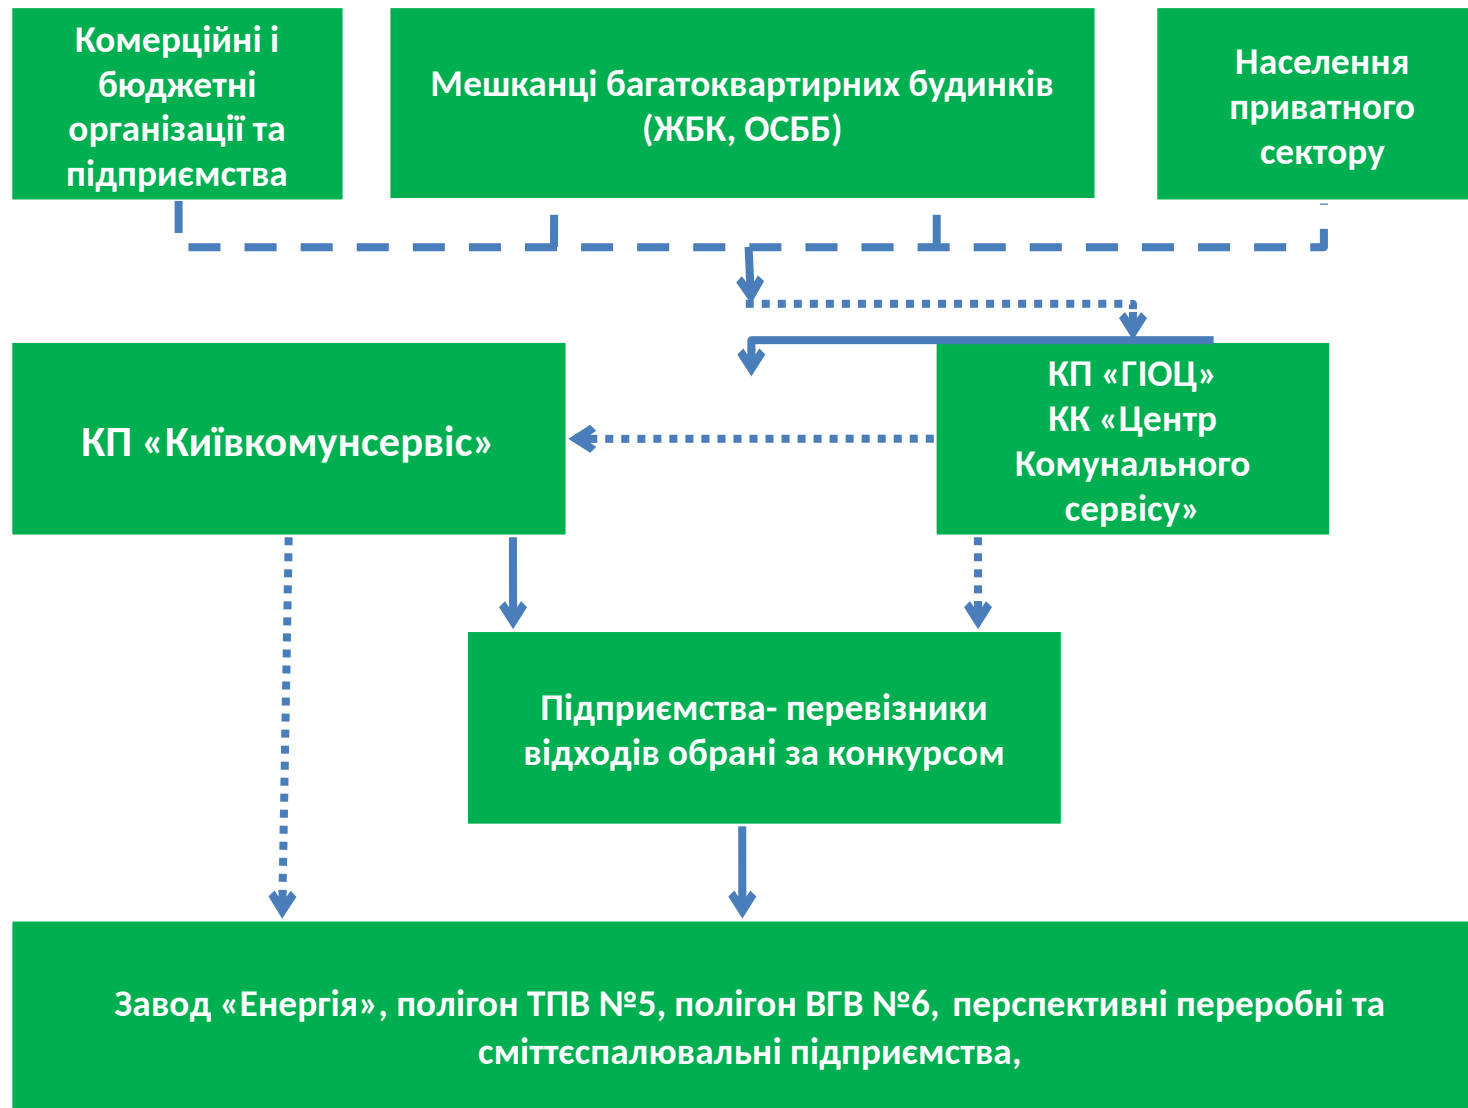 Комерційні і
бюджетні
організації та
підприємства
Мешканці багатоквартирних будинків
(ЖБК, ОСББ)
Населення
приватного
сектору
КП «Київкомунсервіс»
КП «ГІОЦ»
КК «Центр
Комунального
сервісу»
Підприємства- перевізники
відходів обрані за конкурсом
Завод «Енергія», полігон ТПВ №5, полігон ВГВ №6, перспективні переробні та
сміттєспалювальні підприємства,